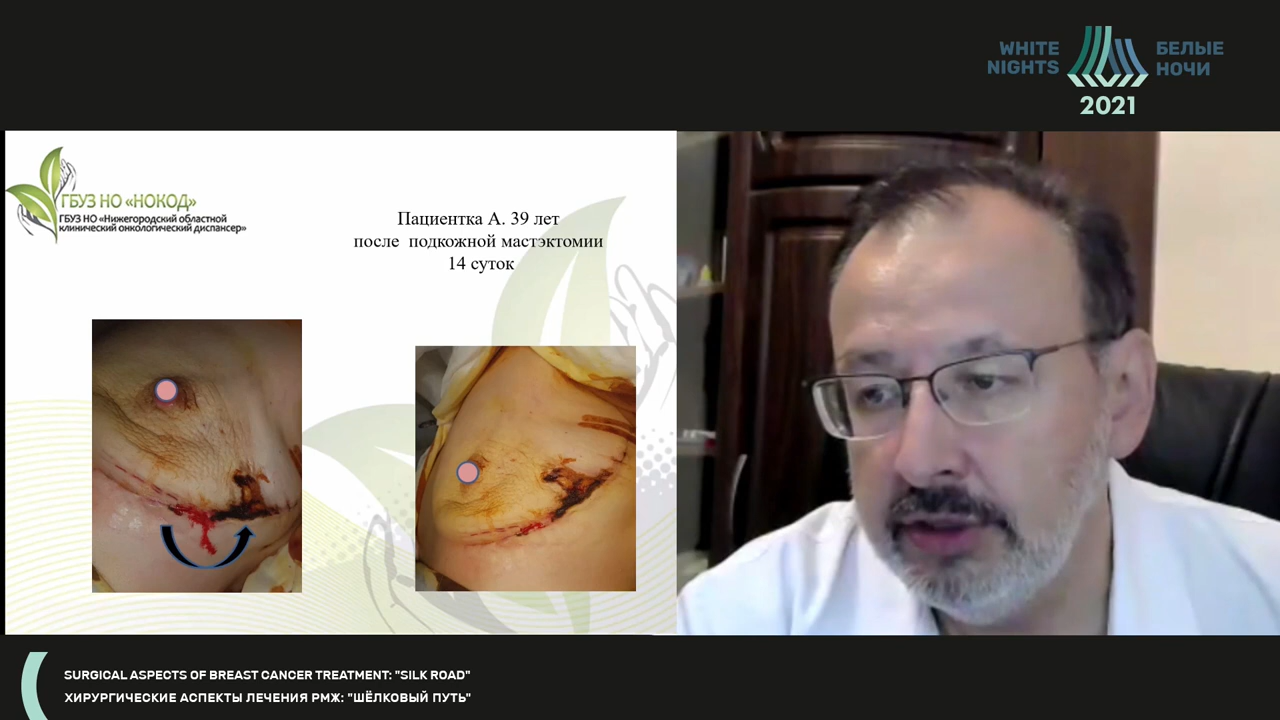 WHITE
NIGHTS
БЕЛЫЕ
НОЧИ
2021
ГБУЗ НО «НОКОД»
ГБУЗ НО «Нижегородский областной
клинический онкологический диспансер»
Пациентка А. 39 лет
после подкожной мастэктомии
14 суток
SURGICAL ASPECTS OF BREAST CANCER TREATMENT: "SILK ROAD"
ХИРУРГИЧЕСКИЕ АСПЕКТЫ ЛЕЧЕНИЯ РМЖ: "ШЁЛКОВЫЙ ПУТЬ"